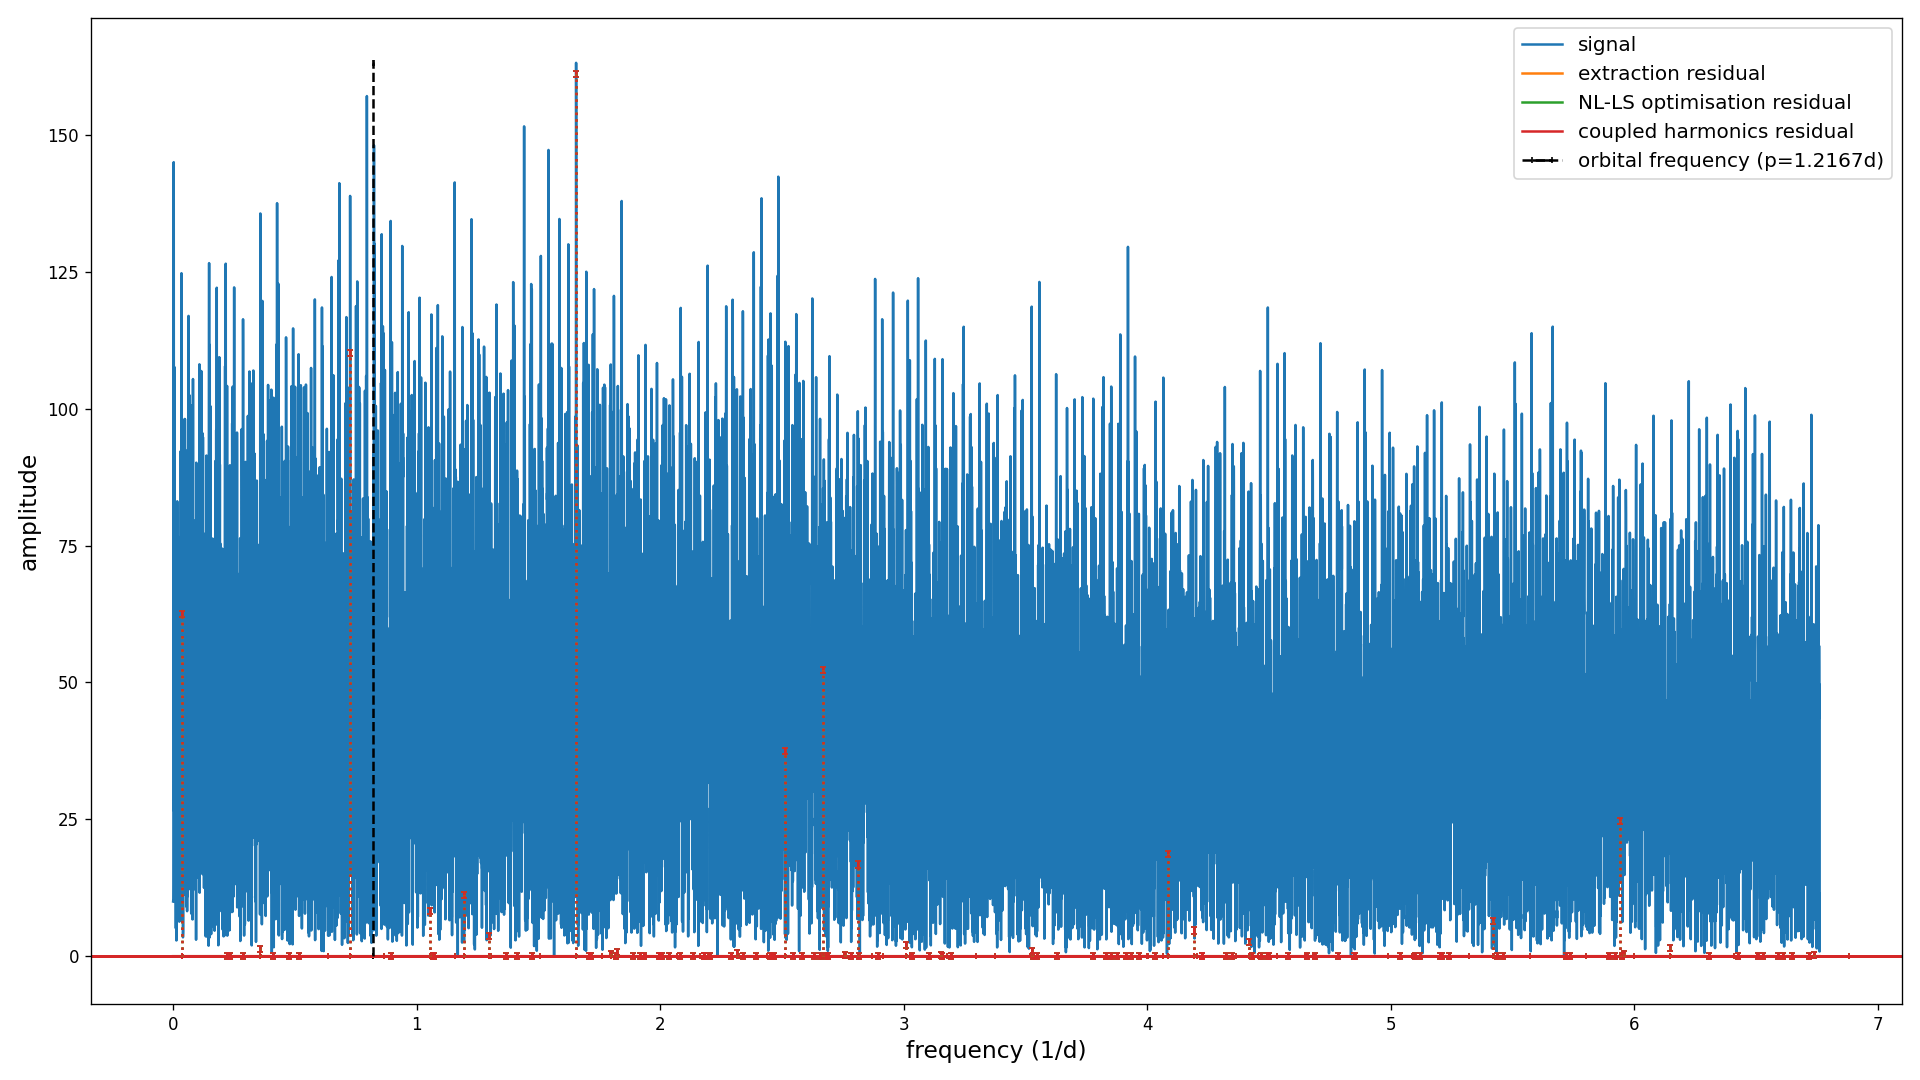 signal
extraction residual
NL-LS optimisation residual
coupled harmonics residual
orbital frequency (p=1.2167d)
amplitude
150
125
100
75
50
25
0
0 1 2 3 4 5 6 7
frequency (1/d)